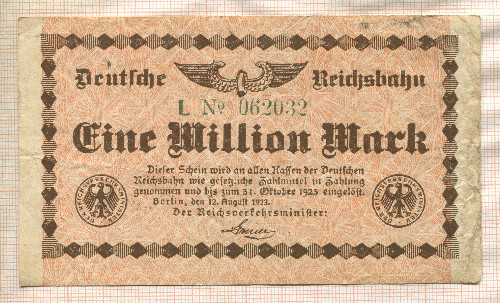 Deutsche Reichsbahn
L No 062032
Eine Million Mark
Dieser Schein wird an allen Kassen der Deutschen
Reichsbahn wie gesetzliche Zahlmittel in Zahlung
genommen und bis zum 31. Oktober 1923 eingelöst.
Berlin, den 12. August 1923.
Der Reichsverkehrsminister: